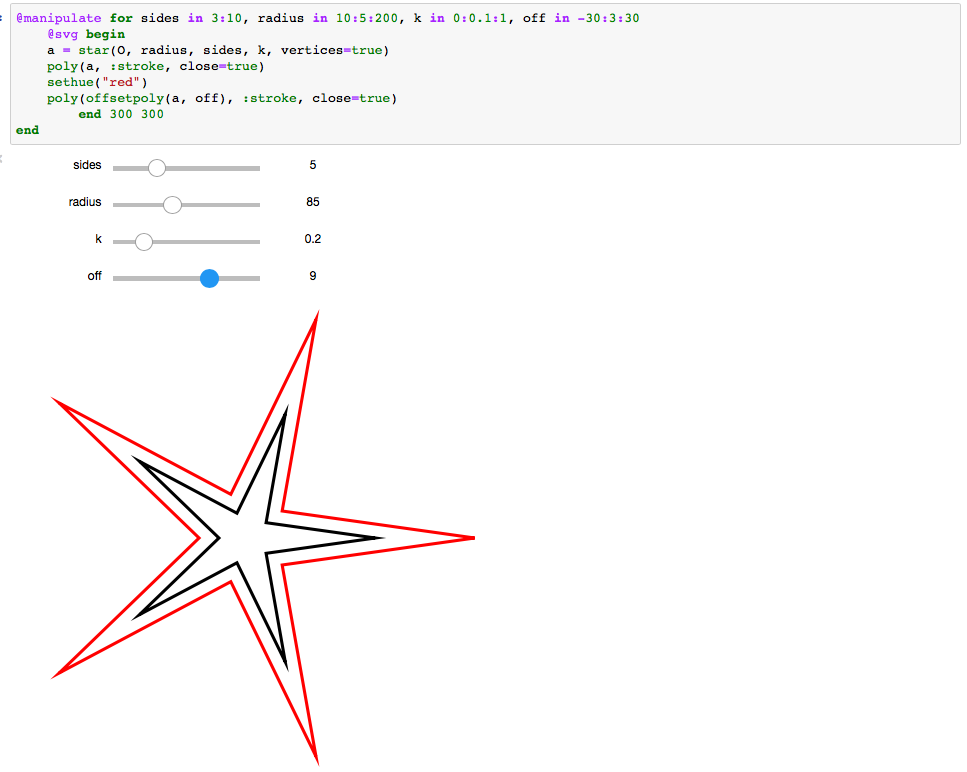 @manipulate for sides in 3:10, radius in 10:5:200, k in 0:0.1:1, off in -30:3:30
    @svg begin
    a = star(O, radius, sides, k, vertices=true)
    poly(a, :stroke, close=true)
    sethue("red")
    poly(offsetpoly(a, off), :stroke, close=true)
        end 300 300
end
sides 5
radius 85
k 0.2
off 9